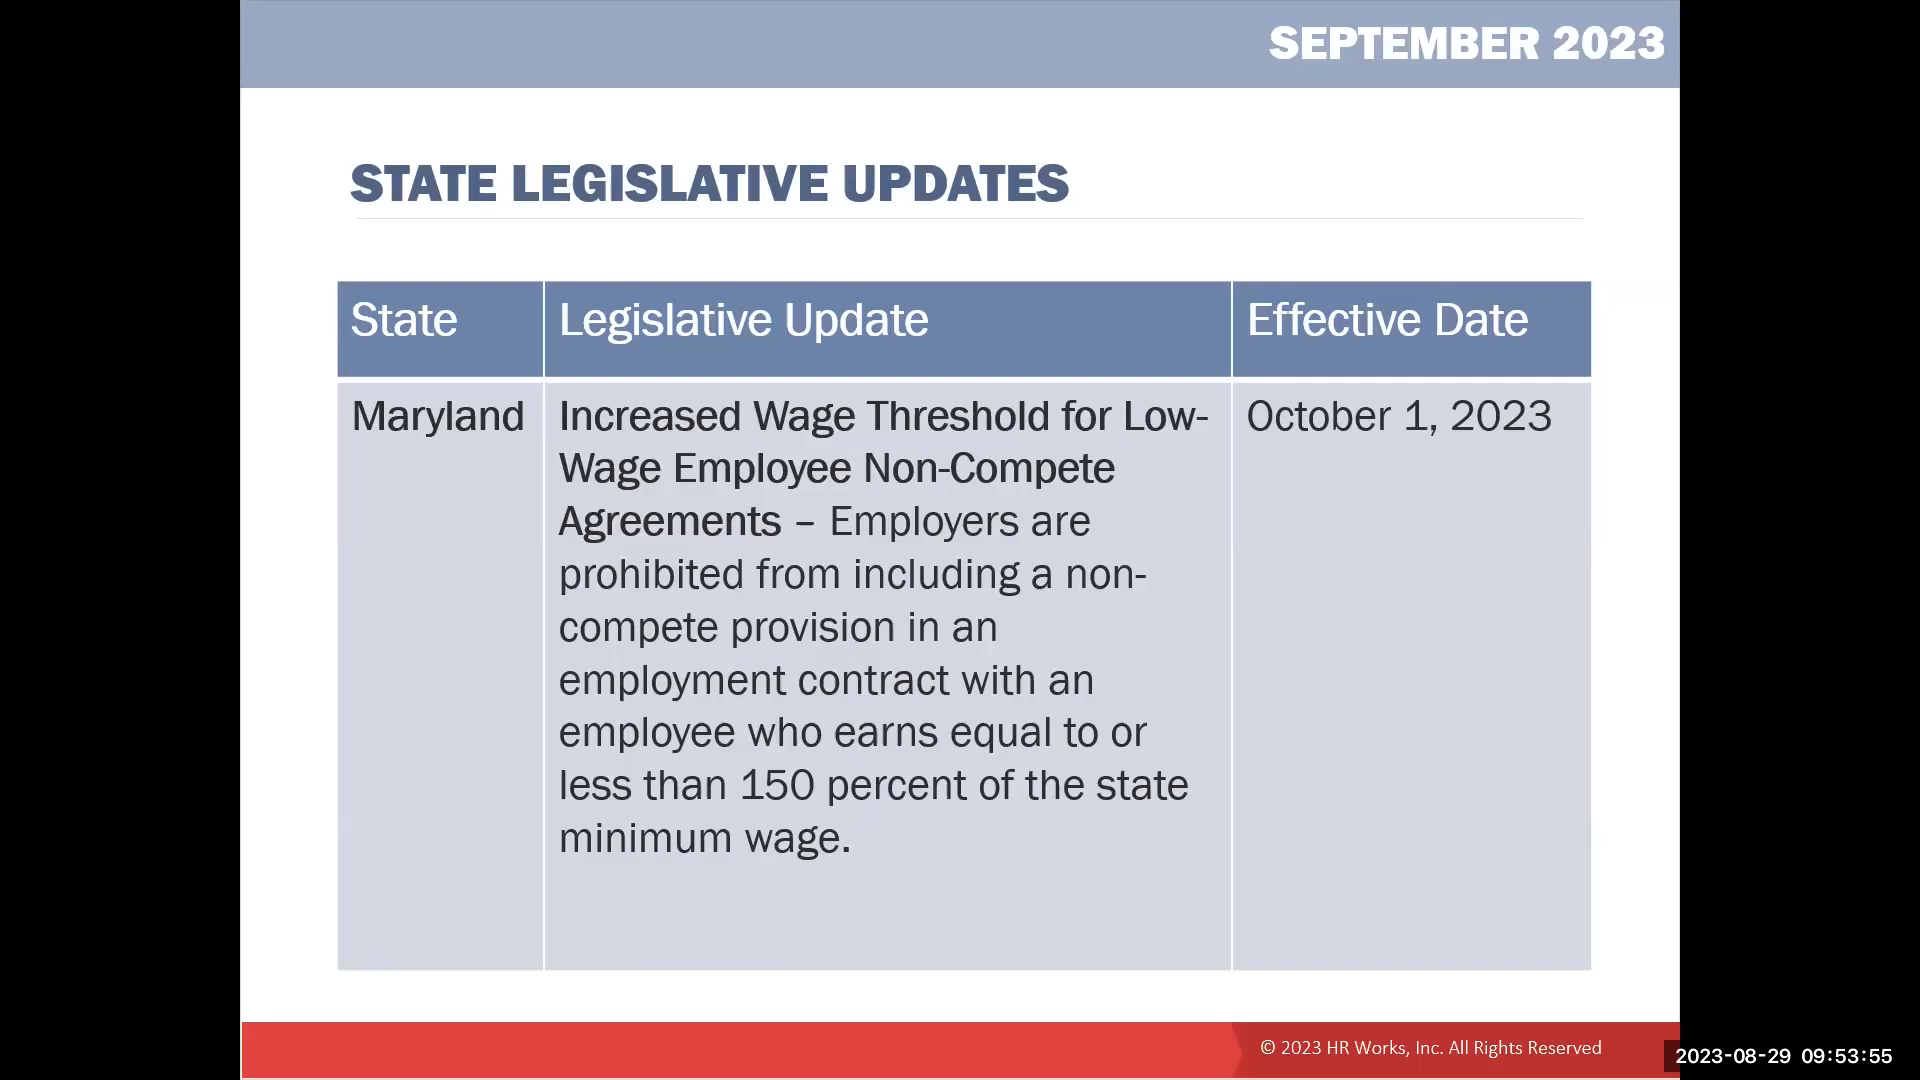 SEPTEMBER 2023
STATE LEGISLATIVE UPDATES
State
Legislative Update
Effective Date
Maryland
Increased Wage Threshold for Low-
Wage Employee Non-Compete
Agreements – Employers are
prohibited from including a non-
compete provision in an
employment contract with an
employee who earns equal to or
less than 150 percent of the state
minimum wage.
October 1, 2023
© 2023 HR Works, Inc. All Rights Reserved
2023-08-29 09:53:55